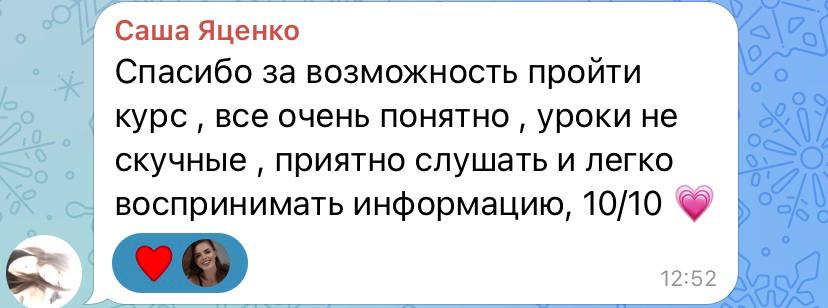 Саша Яценко
Спасибо за возможность пройти
курс , все очень понятно , уроки не
скучные , приятно слушать и легко
воспринимать информацию, 10/10 💗
12:52